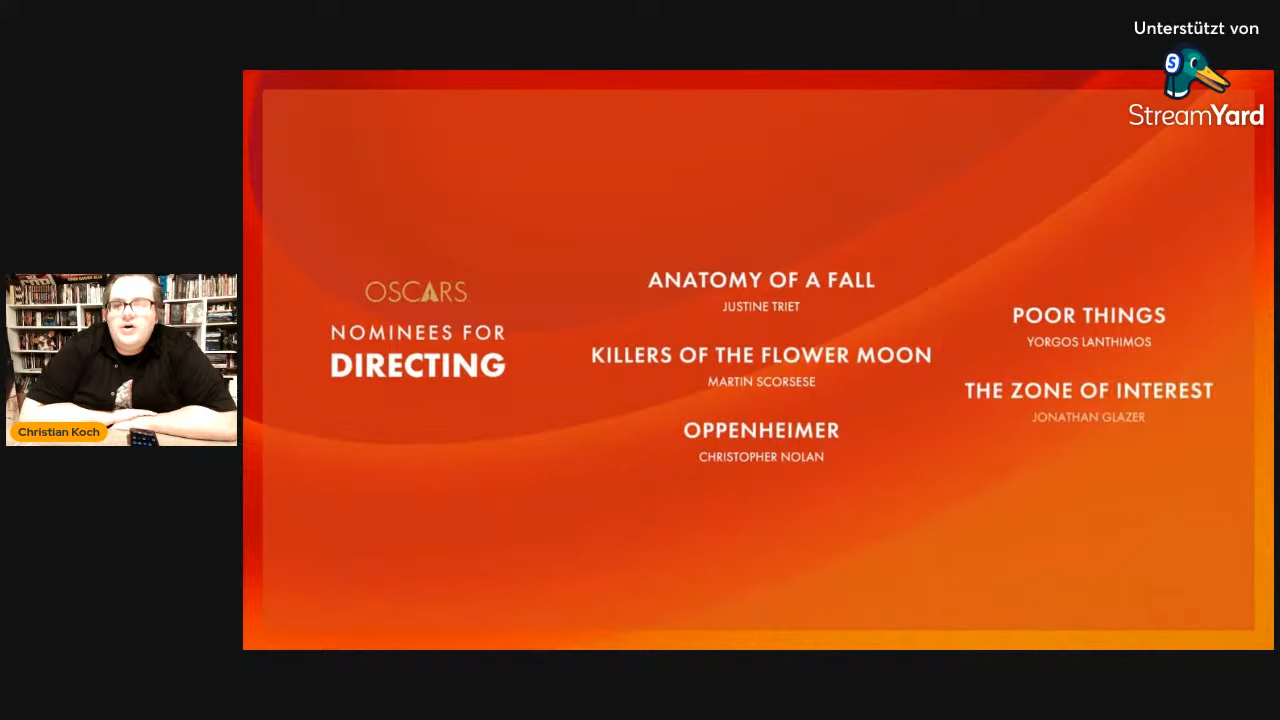 Unterstützt von
S
StreamYard
OSCARS
NOMINEES FOR
DIRECTING
ANATOMY OF A FALL
JUSTINE TRIET
KILLERS OF THE FLOWER MOON
MARTIN SCORSESE
OPPENHEIMER
CHRISTOPHER NOLAN
POOR THINGS
YORGOS LANTHIMOS
THE ZONE OF INTEREST
JONATHAN GLAZER
Christian Koch